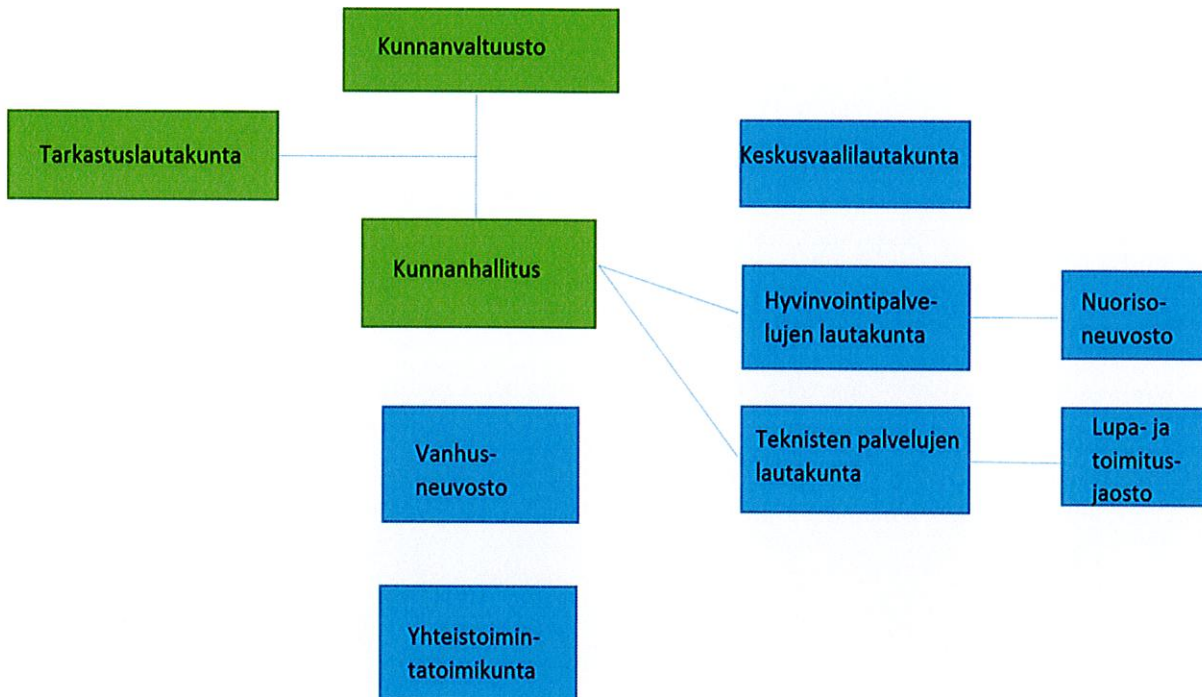 Kunnanvaltuusto
Tarkastuslautakunta
Keskusvaalilautakunta
Kunnanhallitus
Hyvinvointipalve-
lujen lautakunta
Nuoriso-
neuvosto
Vanhus-
neuvosto
Teknisten palvelujen
lautakunta
Lupa- ja
toimitus-
jaosto
Yhteistoimin-
tatoimikunta